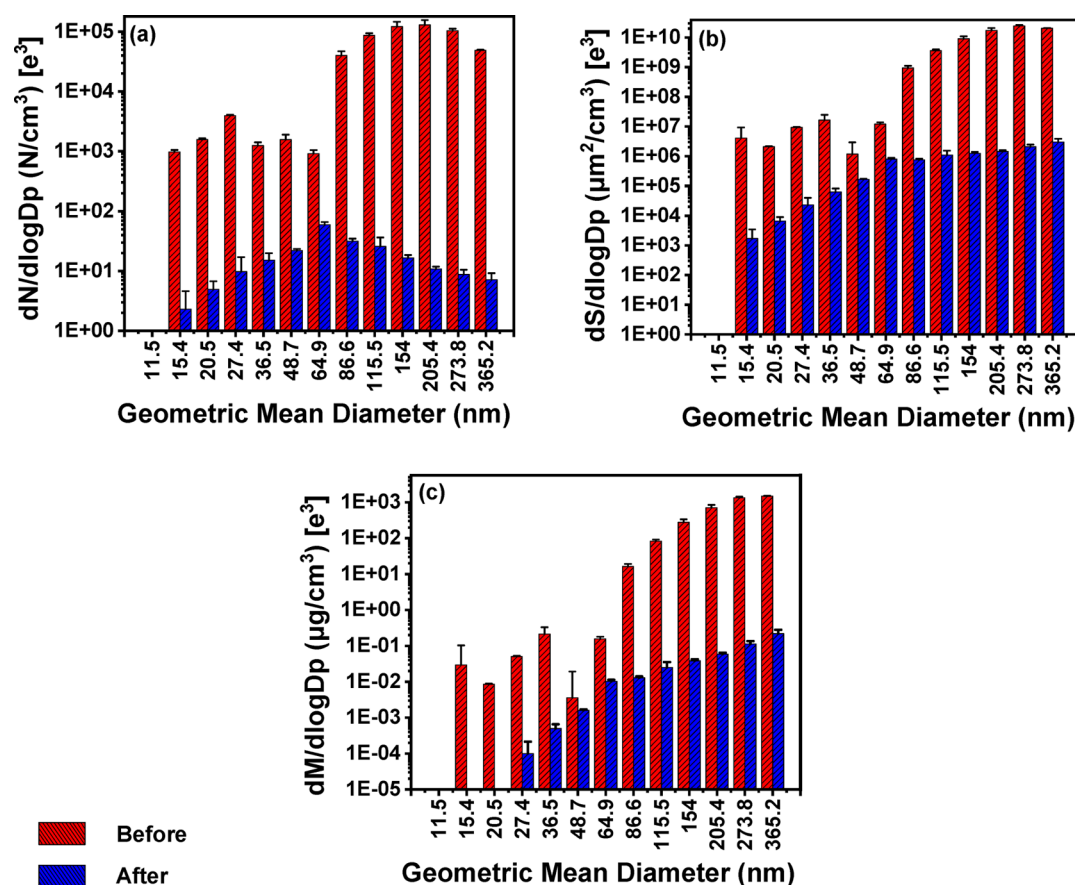 (a)
dN/dlogDp (N/cm³) [e³]
1E+05
1E+04
1E+03
1E+02
1E+01
1E+00
11.5
15.4
20.5
27.4
36.5
48.7
64.9
86.6
115.5
154
205.4
273.8
365.2
Geometric Mean Diameter (nm)
(b)
dS/dlogDp (µm²/cm³) [e³]
1E+10
1E+09
1E+08
1E+07
1E+06
1E+05
1E+04
1E+03
1E+02
1E+01
1E+00
11.5
15.4
20.5
27.4
36.5
48.7
64.9
86.6
115.5
154
205.4
273.8
365.2
Geometric Mean Diameter (nm)
(c)
dM/dlogDp (µg/cm³) [e³]
1E+03
1E+02
1E+01
1E+00
1E-01
1E-02
1E-03
1E-04
1E-05
11.5
15.4
20.5
27.4
36.5
48.7
64.9
86.6
115.5
154
205.4
273.8
365.2
Geometric Mean Diameter (nm)
Before
After